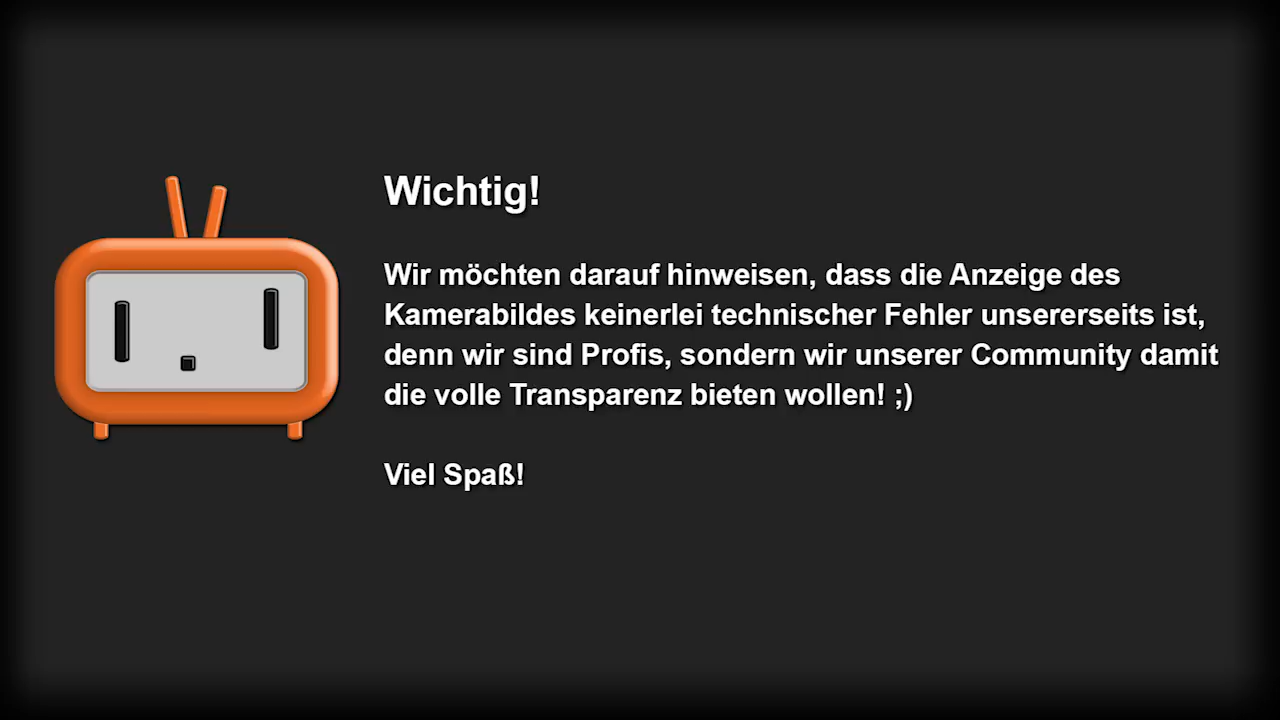 Wichtig!
Wir möchten darauf hinweisen, dass die Anzeige des
Kamerabildes keinerlei technischer Fehler unsererseits ist,
denn wir sind Profis, sondern wir unserer Community damit
die volle Transparenz bieten wollen! ;)
Viel Spaß!